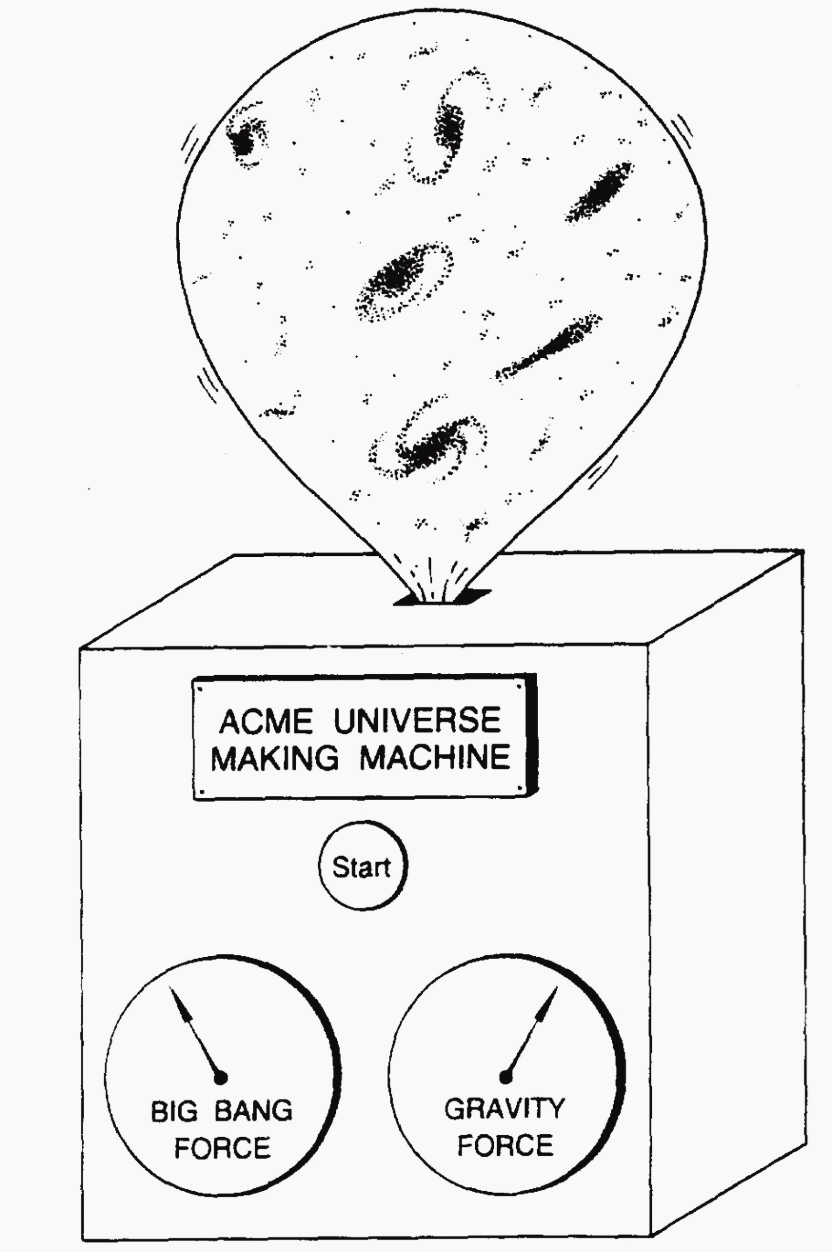 ACME UNIVERSE
MAKING MACHINE
Start
BIG BANG
FORCE
GRAVITY
FORCE